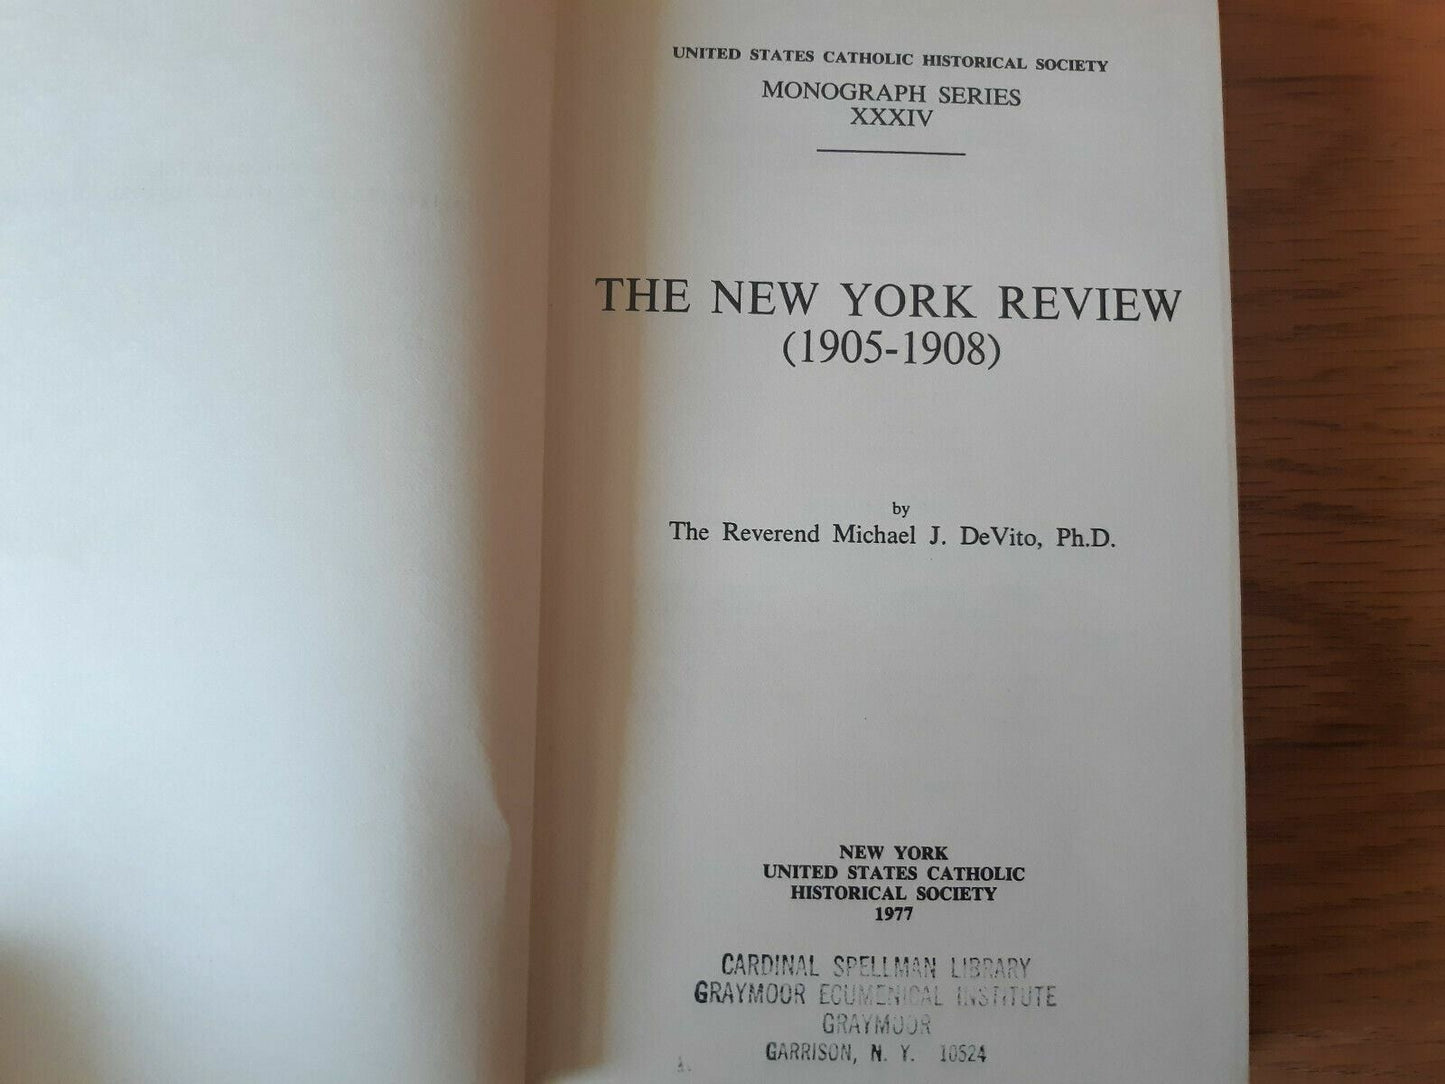 UNITED STATES CATHOLIC HISTORICAL SOCIETY
MONOGRAPH SERIES
XXXIV
THE NEW YORK REVIEW
(1905-1908)
by
The Reverend Michael J. DeVito, Ph.D.
NEW YORK
UNITED STATES CATHOLIC
HISTORICAL SOCIETY
1977
CARDINAL SPELLMAN LIBRARY
GRAYMOOR ECUMENICAL INSTITUTE
GRAYMOOR
GARRISON, N. Y. 10524